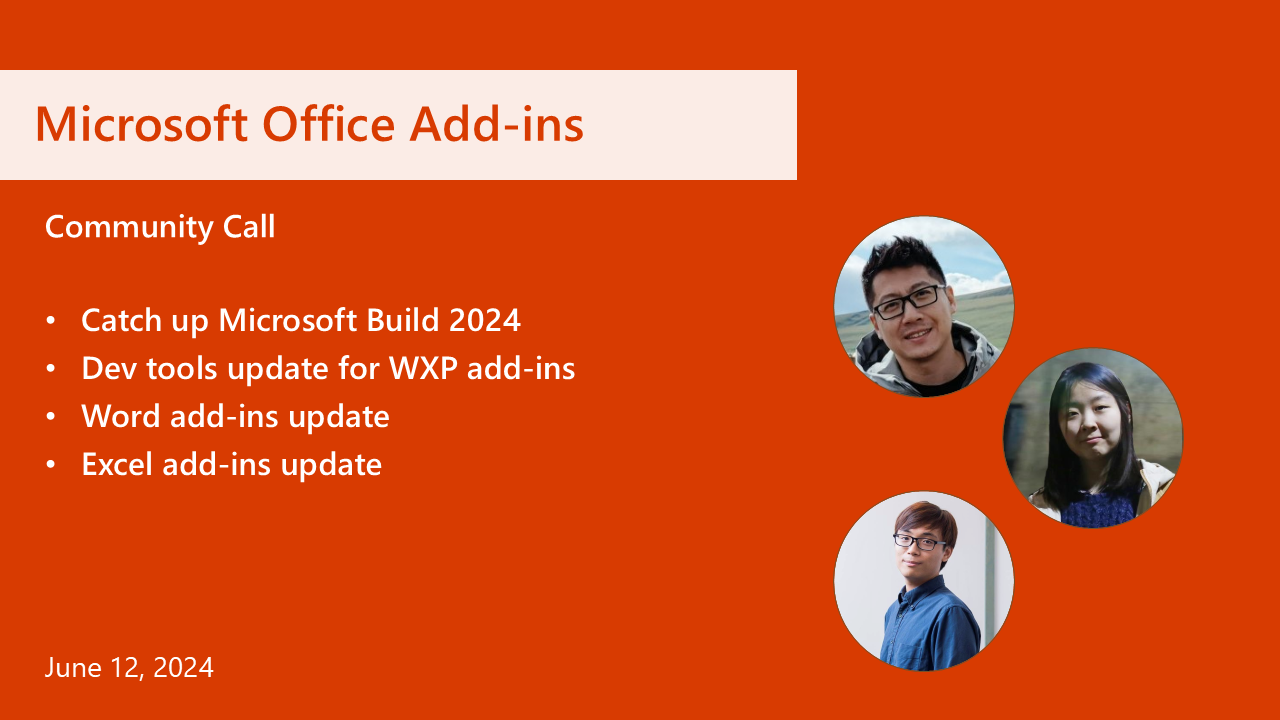 Microsoft Office Add-ins
Community Call
• Catch up Microsoft Build 2024
• Dev tools update for WXP add-ins
• Word add-ins update
• Excel add-ins update
June 12, 2024